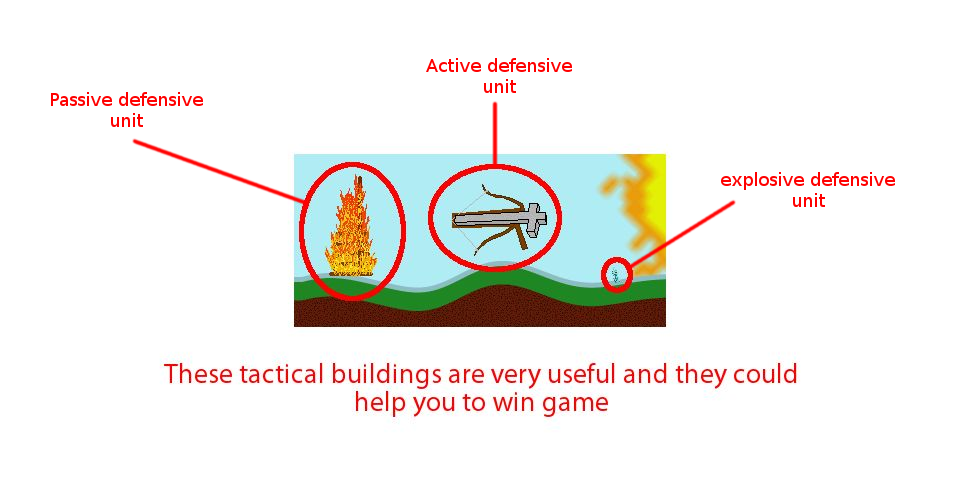 Active defensive
unit
Passive defensive
unit
explosive defensive
unit
These tactical buildings are very useful and they could
help you to win game